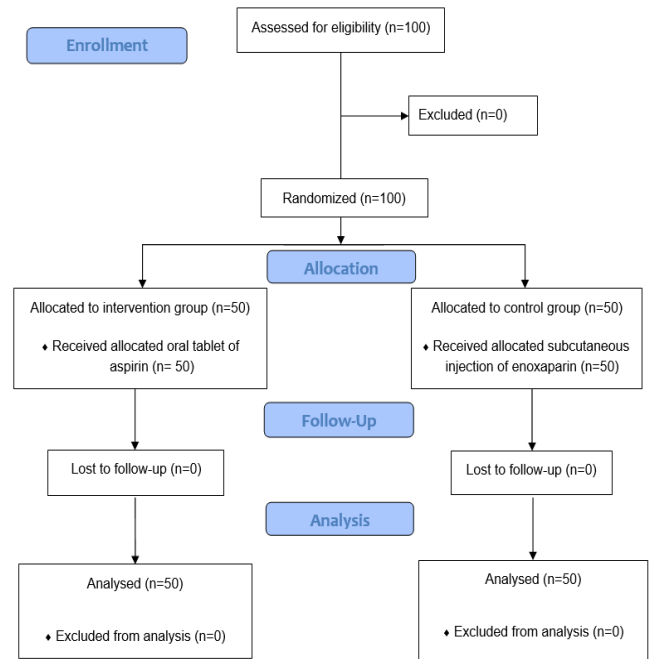 Assessed for eligibility (n=100)
Enrollment
Excluded (n=0)
Randomized (n=100)
Allocation
Allocated to intervention group (n=50)
♦ Received allocated oral tablet of
aspirin (n= 50)
Allocated to control group (n=50)
♦ Received allocated subcutaneous
injection of enoxaparin (n=50)
Follow-Up
Lost to follow-up (n=0)
Lost to follow-up (n=0)
Analysis
Analysed (n=50)
♦ Excluded from analysis (n=0)
Analysed (n=50)
♦ Excluded from analysis (n=0)